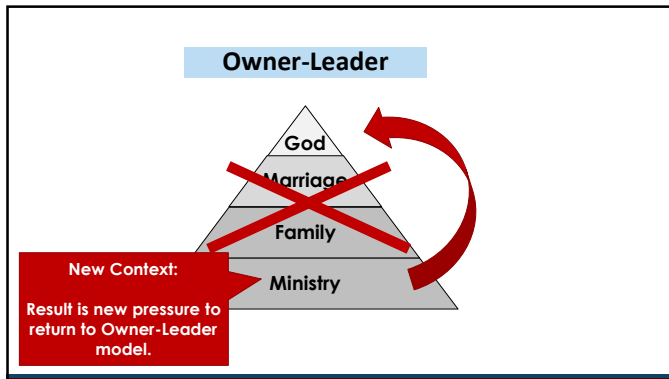 Owner-Leader
God
Marriage
Family
Ministry
New Context:
Result is new pressure to
return to Owner-Leader
model.